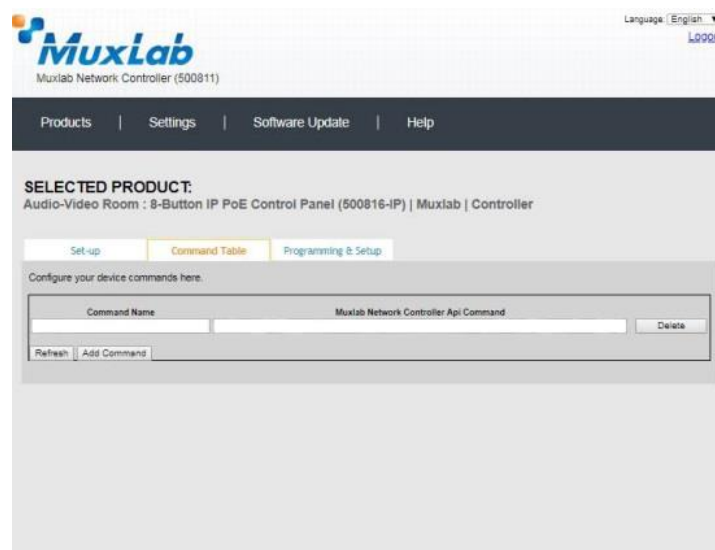 Language: English
MuxLab
Logou
Muxlab Network Controller (500811)
Products | Settings | Software Update | Help
SELECTED PRODUCT:
Audio-Video Room : 8-Button IP PoE Control Panel (500816-IP) | Muxlab | Controller
Set-up Command Table Programming & Setup
Configure your device commands here.
Command Name Muxlab Network Controller Api Command
Delete
Refresh Add Command